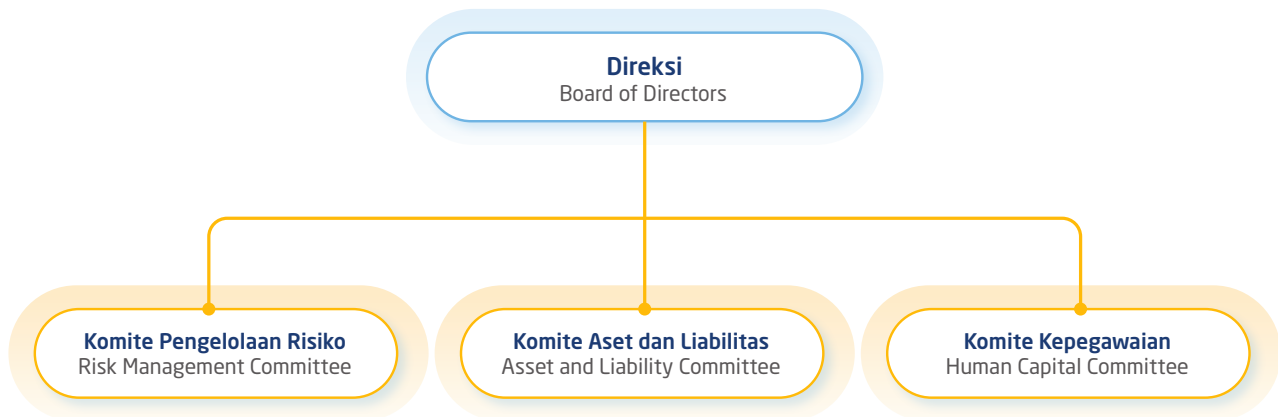 Direksi
Board of Directors
Komite Pengelolaan Risiko
Risk Management Committee
Komite Aset dan Liabilitas
Asset and Liability Committee
Komite Kepegawaian
Human Capital Committee